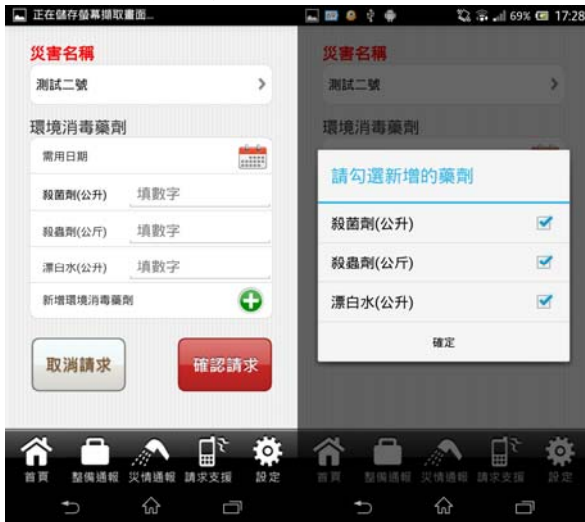 正在儲存螢幕擷取畫面...
災害名稱
測試二號
環境消毒藥劑
需用日期
殺菌劑(公升) 填數字
殺蟲劑(公斤) 填數字
漂白水(公升) 填數字
新增環境消毒藥劑
取消請求 確認請求
首頁 整備通報 災情通報 請求支援 設定
69% 17:28
災害名稱
測試二號
環境消毒藥劑
請勾選新增的藥劑
殺菌劑(公升)
殺蟲劑(公斤)
漂白水(公升)
確定
首頁 整備通報 災情通報 請求支援 設定